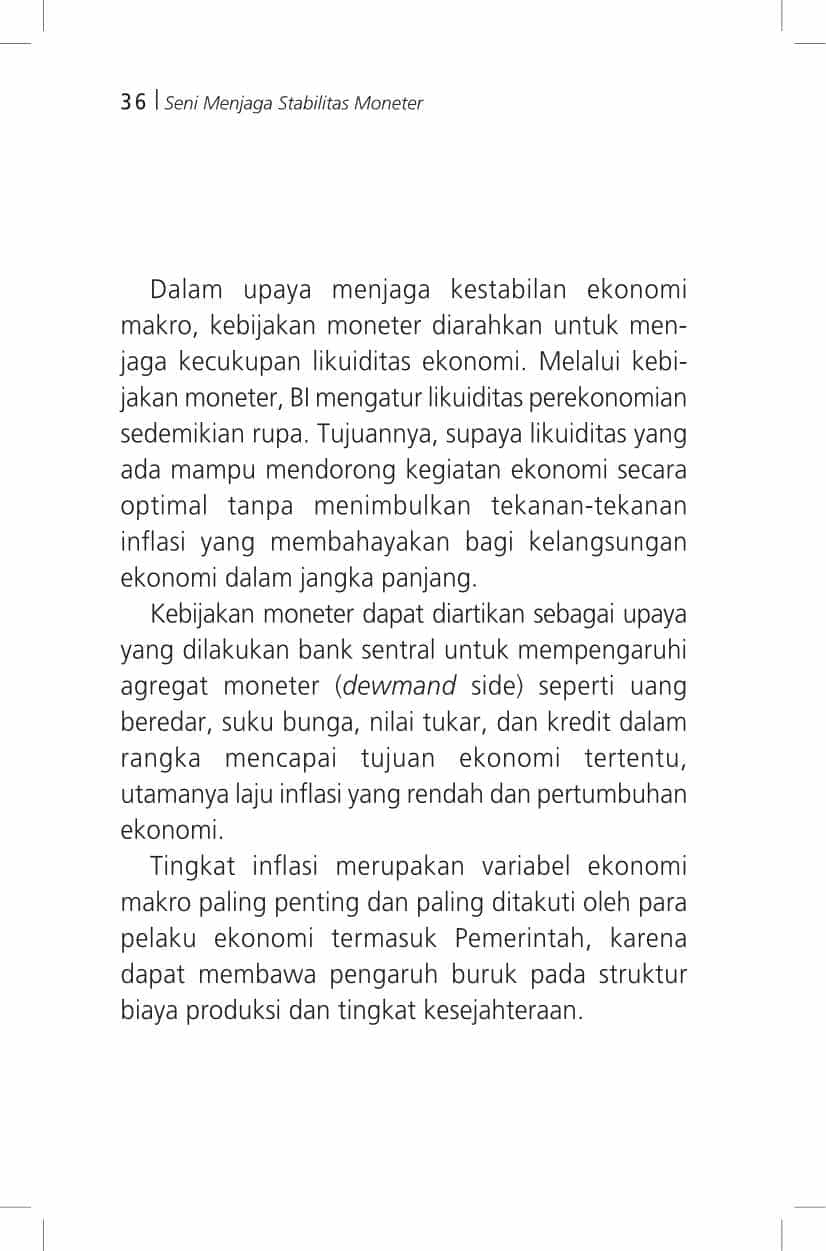 36 | Seni Menjaga Stabilitas Moneter
Dalam upaya menjaga kestabilan ekonomi
makro, kebijakan moneter diarahkan untuk men-
jaga kecukupan likuiditas ekonomi. Melalui kebi-
jakan moneter, BI mengatur likuiditas perekonomian
sedemikian rupa. Tujuannya, supaya likuiditas yang
ada mampu mendorong kegiatan ekonomi secara
optimal tanpa menimbulkan tekanan-tekanan
inflasi yang membahayakan bagi kelangsungan
ekonomi dalam jangka panjang.
Kebijakan moneter dapat diartikan sebagai upaya
yang dilakukan bank sentral untuk mempengaruhi
agregat moneter (dewmand side) seperti uang
beredar, suku bunga, nilai tukar, dan kredit dalam
rangka mencapai tujuan ekonomi tertentu,
utamanya laju inflasi yang rendah dan pertumbuhan
ekonomi.
Tingkat inflasi merupakan variabel ekonomi
makro paling penting dan paling ditakuti oleh para
pelaku ekonomi termasuk Pemerintah, karena
dapat membawa pengaruh buruk pada struktur
biaya produksi dan tingkat kesejahteraan.